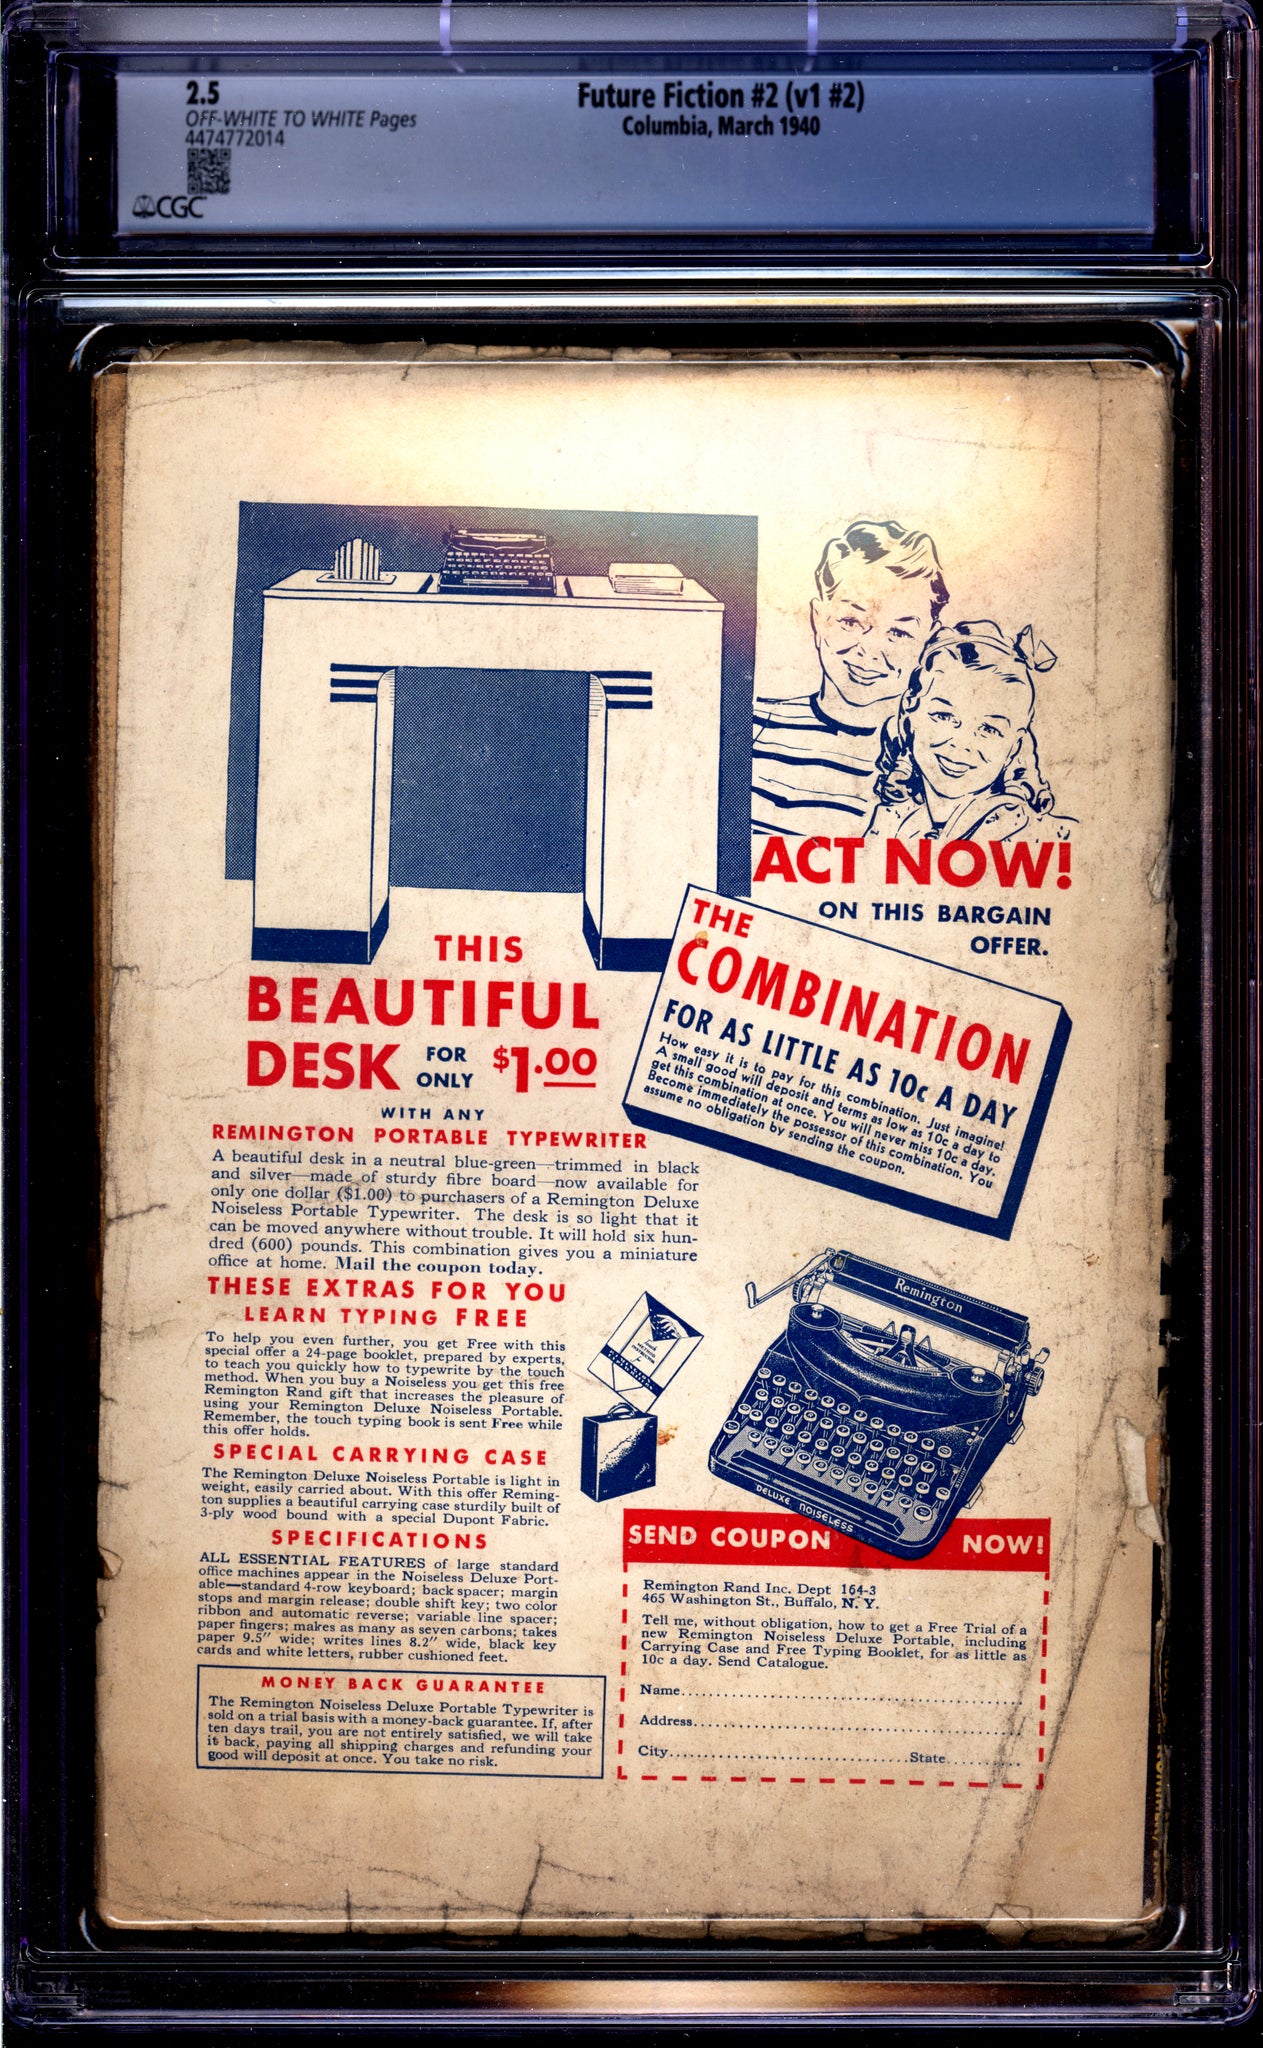 2.5
OFF-WHITE TO WHITE Pages
4474772014
CGC
Future Fiction #2 (v1 #2)
Columbia, March 1940
ACT NOW!
ON THIS BARGAIN
OFFER.
THE
COMBINATION
FOR AS LITTLE AS 10c A DAY
How easy it is to pay for this combination. Just imagine!
A small good will deposit and terms as low as 10c a day to
get this combination at once. You will never miss 10c a day.
Become immediately the possessor of this combination. You
assume no obligation by sending the coupon.
THIS
BEAUTIFUL
DESK FOR ONLY $1.00
WITH ANY
REMINGTON PORTABLE TYPEWRITER
A beautiful desk in a neutral blue-green—trimmed in black
and silver—made of sturdy fibre board—now available for
only one dollar ($1.00) to purchasers of a Remington Deluxe
Noiseless Portable Typewriter. The desk is so light that it
can be moved anywhere without trouble. It will hold six hun-
dred (600) pounds. This combination gives you a miniature
office at home. Mail the coupon today.
THESE EXTRAS FOR YOU
LEARN TYPING FREE
To help you even further, you get Free with this
special offer a 24-page booklet, prepared by experts,
to teach you quickly how to typewrite by the touch
method. When you buy a Noiseless you get this free
Remington Rand gift that increases the pleasure of
using your Remington Deluxe Noiseless Portable.
Remember, the touch typing book is sent Free while
this offer holds.
SPECIAL CARRYING CASE
The Remington Deluxe Noiseless Portable is light in
weight, easily carried about. With this offer Reming-
ton supplies a beautiful carrying case sturdily built of
3-ply wood bound with a special Dupont Fabric.
SPECIFICATIONS
ALL ESSENTIAL FEATURES of large standard
office machines appear in the Noiseless Deluxe Port-
able—standard 4-row keyboard; back spacer; margin
stops and margin release; double shift key; two color
ribbon and automatic reverse; variable line spacer;
paper fingers; makes as many as seven carbons; takes
paper 9.5″ wide; writes lines 8.2″ wide, black key
cards and white letters, rubber cushioned feet.
MONEY BACK GUARANTEE
The Remington Noiseless Deluxe Portable Typewriter is
sold on a trial basis with a money-back guarantee. If, after
ten days trail, you are not entirely satisfied, we will take
it back, paying all shipping charges and refunding your
good will deposit at once. You take no risk.
Remington
DELUXE NOISELESS
SEND COUPON NOW!
Remington Rand Inc. Dept 164-3
465 Washington St., Buffalo, N. Y.
Tell me, without obligation, how to get a Free Trial of a
new Remington Noiseless Deluxe Portable, including
Carrying Case and Free Typing Booklet, for as little as
10c a day. Send Catalogue.
Name
Address
City State